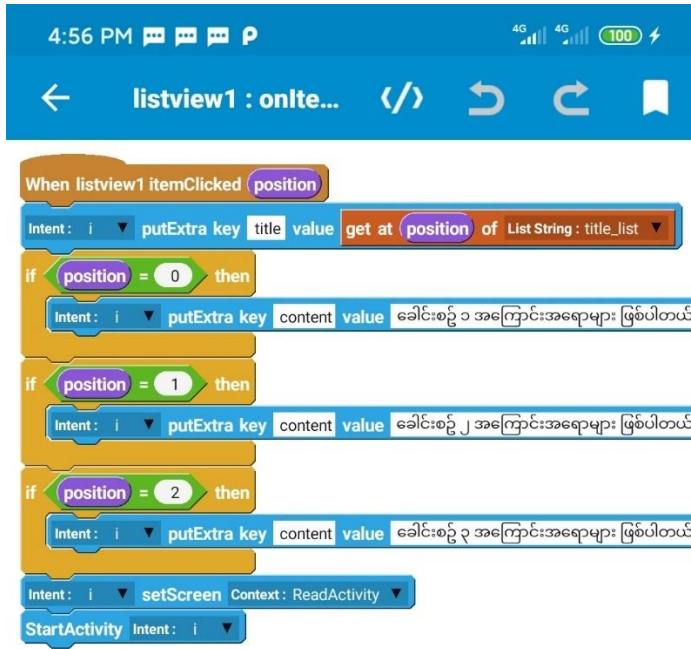 4:56 PM P 4G 4G 100
listview1 : onIte... </>
When listview1 itemClicked position
Intent : i putExtra key title value get at position of List String : title_list
if position = 0 then
Intent : i putExtra key content value ခေါင်းစဉ် ၁ အကြောင်းအရာများ ဖြစ်ပါတယ်
if position = 1 then
Intent : i putExtra key content value ခေါင်းစဉ် ၂ အကြောင်းအရာများ ဖြစ်ပါတယ်
if position = 2 then
Intent : i putExtra key content value ခေါင်းစဉ် ၃ အကြောင်းအရာများ ဖြစ်ပါတယ်
Intent : i setScreen Context : ReadActivity
StartActivity Intent : i